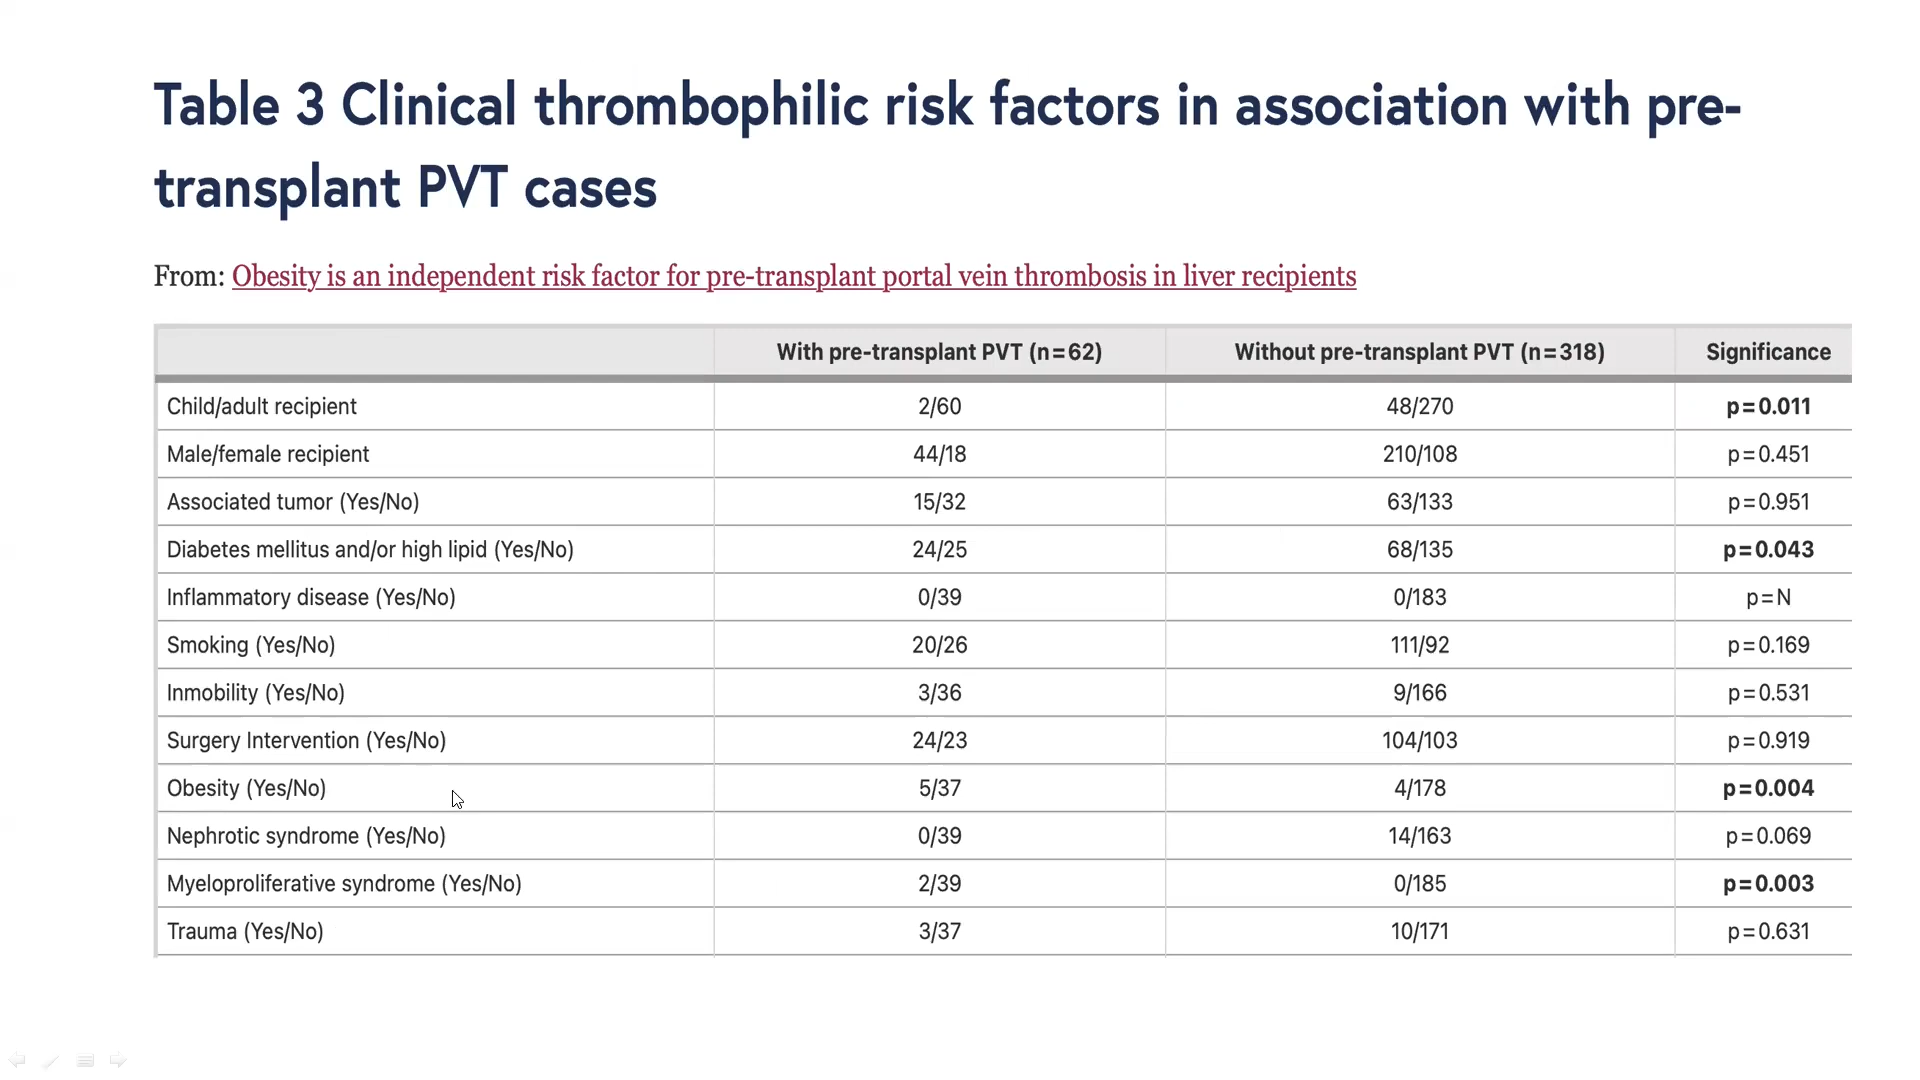 Table 3 Clinical thrombophilic risk factors in association with pre-
transplant PVT cases
From: Obesity is an independent risk factor for pre-transplant portal vein thrombosis in liver recipients
With pre-transplant PVT (n=62) Without pre-transplant PVT (n=318) Significance
Child/adult recipient 2/60 48/270 p=0.011
Male/female recipient 44/18 210/108 p=0.451
Associated tumor (Yes/No) 15/32 63/133 p=0.951
Diabetes mellitus and/or high lipid (Yes/No) 24/25 68/135 p=0.043
Inflammatory disease (Yes/No) 0/39 0/183 p=N
Smoking (Yes/No) 20/26 111/92 p=0.169
Inmobility (Yes/No) 3/36 9/166 p=0.531
Surgery Intervention (Yes/No) 24/23 104/103 p=0.919
Obesity (Yes/No) 5/37 4/178 p=0.004
Nephrotic syndrome (Yes/No) 0/39 14/163 p=0.069
Myeloproliferative syndrome (Yes/No) 2/39 0/185 p=0.003
Trauma (Yes/No) 3/37 10/171 p=0.631